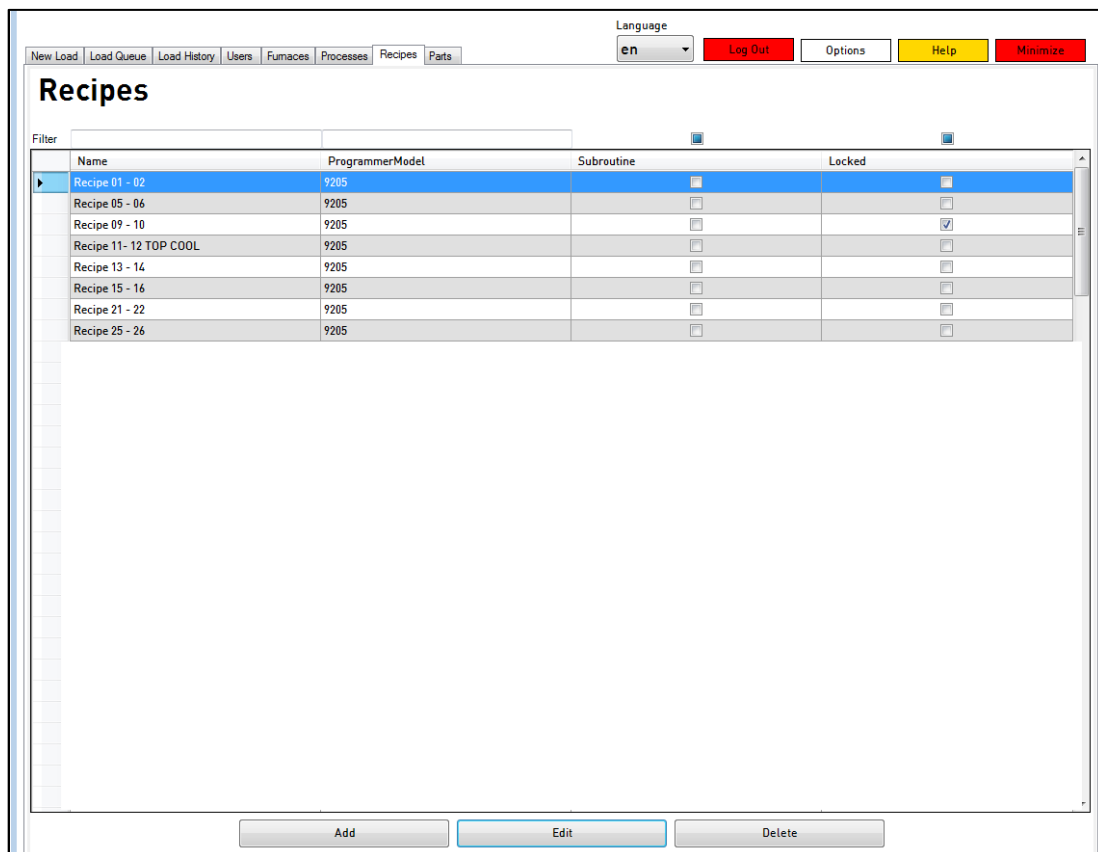 Language
New Load Load Queue Load History Users Furnaces Processes Recipes Parts en Log Out Options Help Minimize
Recipes
Filter
Name ProgrammerModel Subroutine Locked
Recipe 01 - 02 9205
Recipe 05 - 06 9205
Recipe 09 - 10 9205
Recipe 11- 12 TOP COOL 9205
Recipe 13 - 14 9205
Recipe 15 - 16 9205
Recipe 21 - 22 9205
Recipe 25 - 26 9205
Add Edit Delete